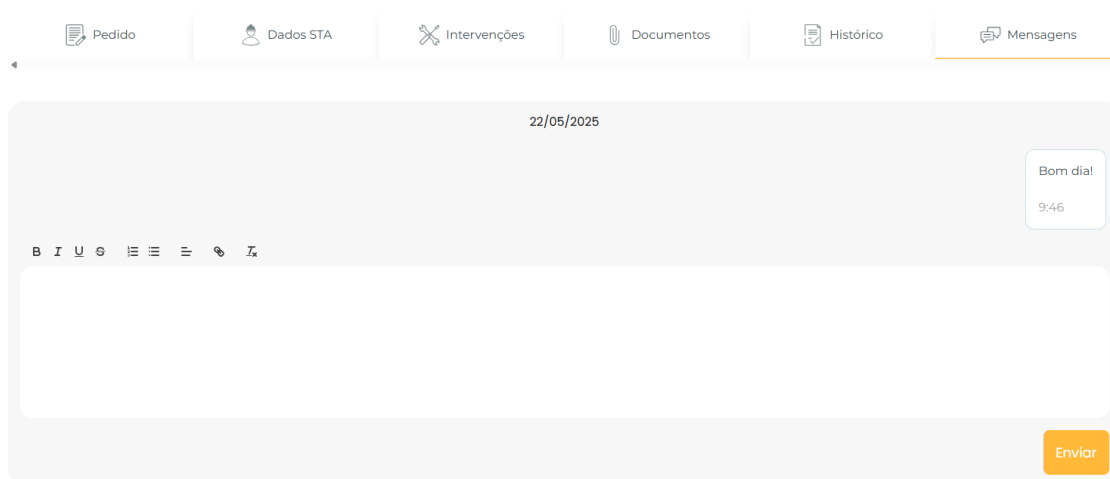 Pedido
Dados STA
Intervenções
Documentos
Histórico
Mensagens
22/05/2025
Bom dia!
9:46
B I U S
Enviar